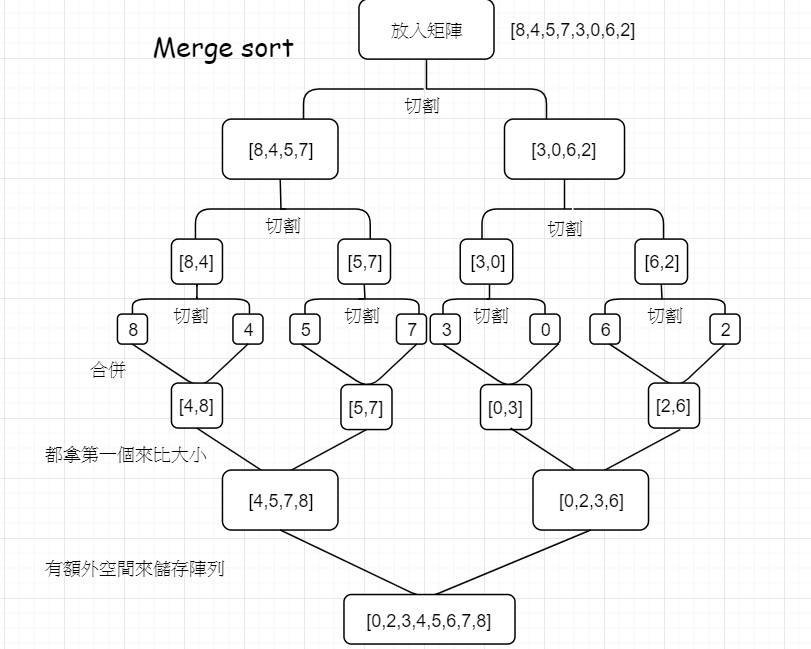 Merge sort
放入矩陣
[8,4,5,7,3,0,6,2]
切割
[8,4,5,7]
[3,0,6,2]
切割
切割
[8,4]
[5,7]
[3,0]
[6,2]
切割
切割
切割
切割
8
4
5
7
3
0
6
2
合併
[4,8]
[5,7]
[0,3]
[2,6]
都拿第一個來比大小
[4,5,7,8]
[0,2,3,6]
有額外空間來儲存陣列
[0,2,3,4,5,6,7,8]